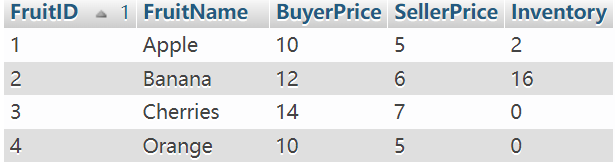 FruitID 1 FruitName BuyerPrice SellerPrice Inventory
1 Apple 10 5 2
2 Banana 12 6 16
3 Cherries 14 7 0
4 Orange 10 5 0